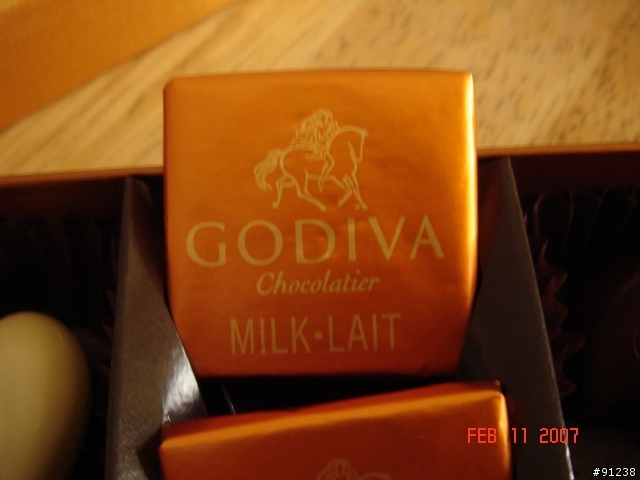 GODIVA
Chocolatier
MILK·LAIT
FEB 11 2007
#91238